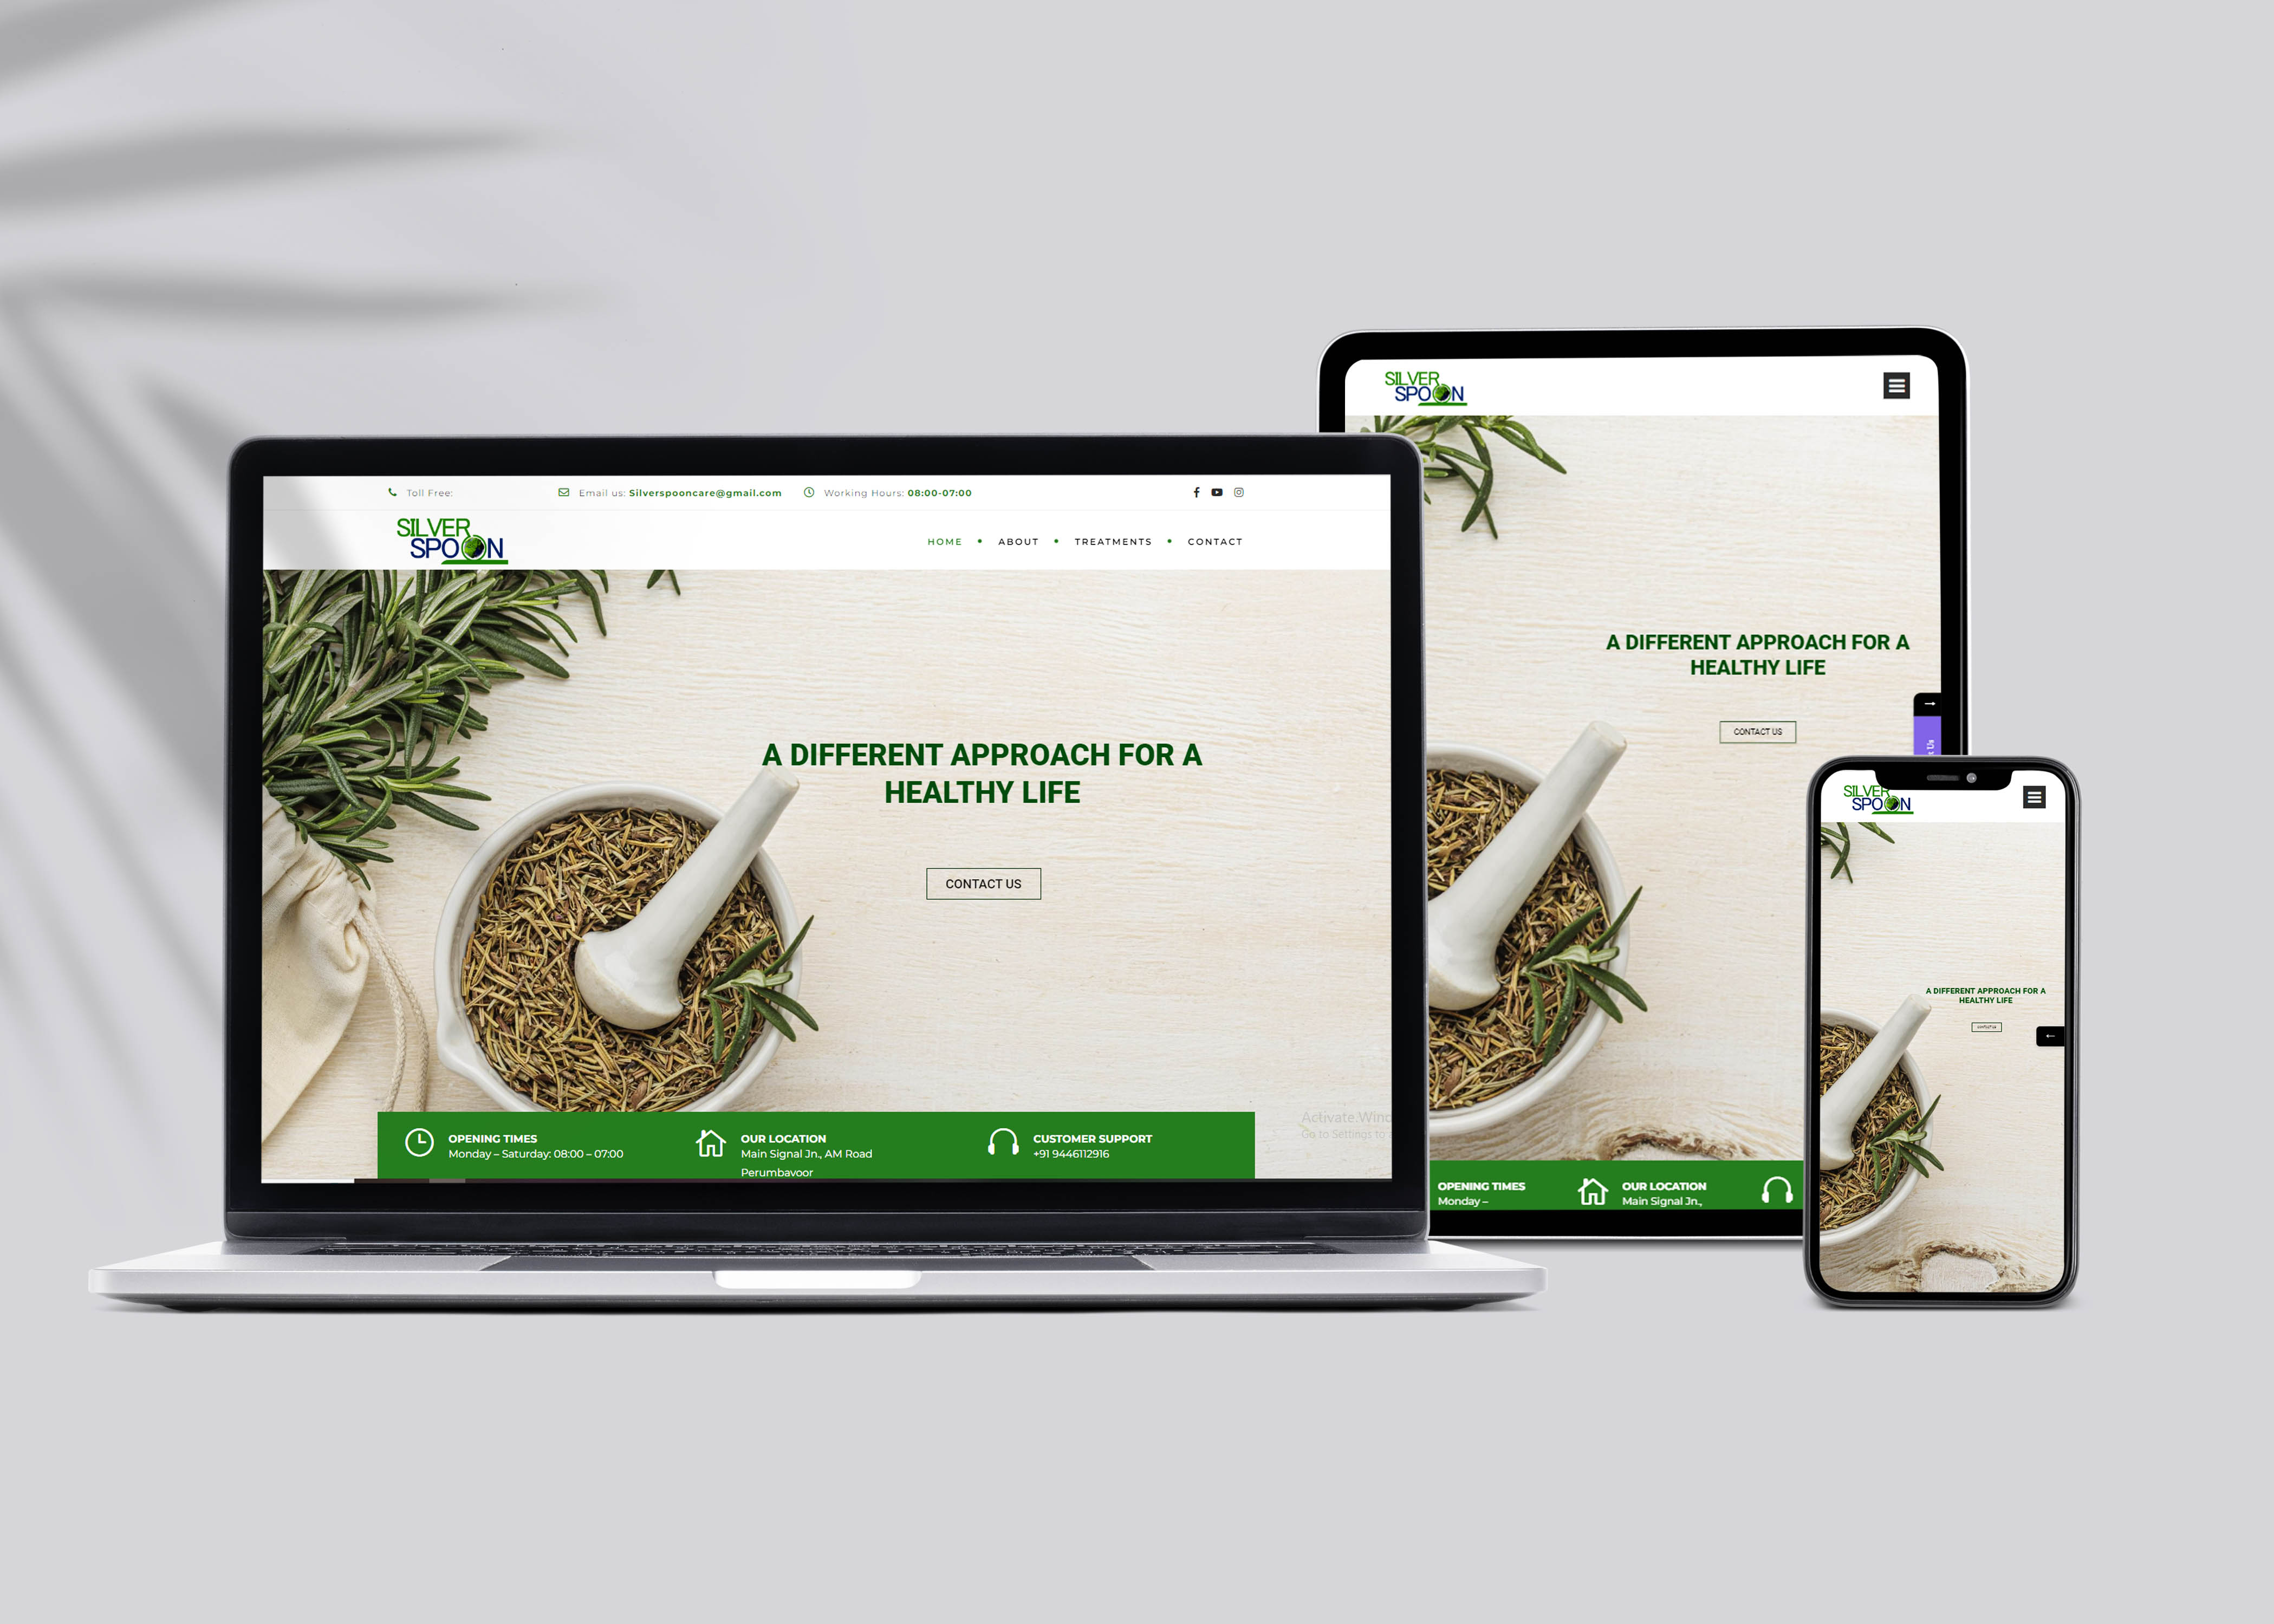 Toll Free:
Email us: Silverspooncare@gmail.com
Working Hours: 08:00-07:00
SILVER
SPOON
HOME • ABOUT • TREATMENTS • CONTACT
A DIFFERENT APPROACH FOR A
HEALTHY LIFE
CONTACT US
Activate Wind
Go to Settings to
OPENING TIMES
Monday – Saturday: 08:00 – 07:00
OUR LOCATION
Main Signal Jn., AM Road
Perumbavoor
CUSTOMER SUPPORT
+91 9446112916
SILVER
SPOON
A DIFFERENT APPROACH FOR A
HEALTHY LIFE
CONTACT US
t Us
OPENING TIMES
Monday –
OUR LOCATION
Main Signal Jn.,
SILVER
SPOON
A DIFFERENT APPROACH FOR A
HEALTHY LIFE
CONTACT US